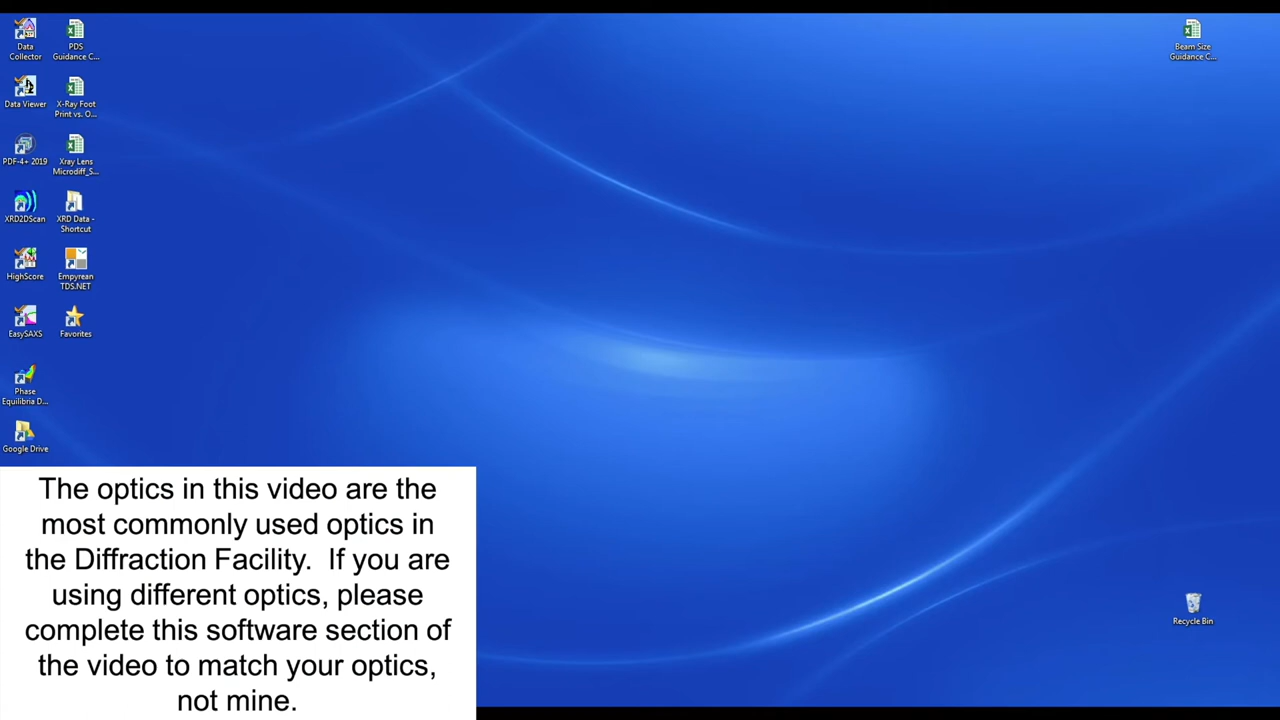 Data
Collector
PDS
Guidance C...
Beam Size
Guidance C...
Data Viewer
X-Ray Foot
Print vs. O...
PDF-4+ 2019
Xray Lens
Microdiff_S...
XRD2DScan
XRD Data -
Shortcut
HighScore
Empyrean
TDS.NET
EasySAXS
Favorites
Phase
Equilibria D...
Google Drive
The optics in this video are the
most commonly used optics in
the Diffraction Facility.  If you are
using different optics, please
complete this software section of
the video to match your optics,
not mine.
Recycle Bin